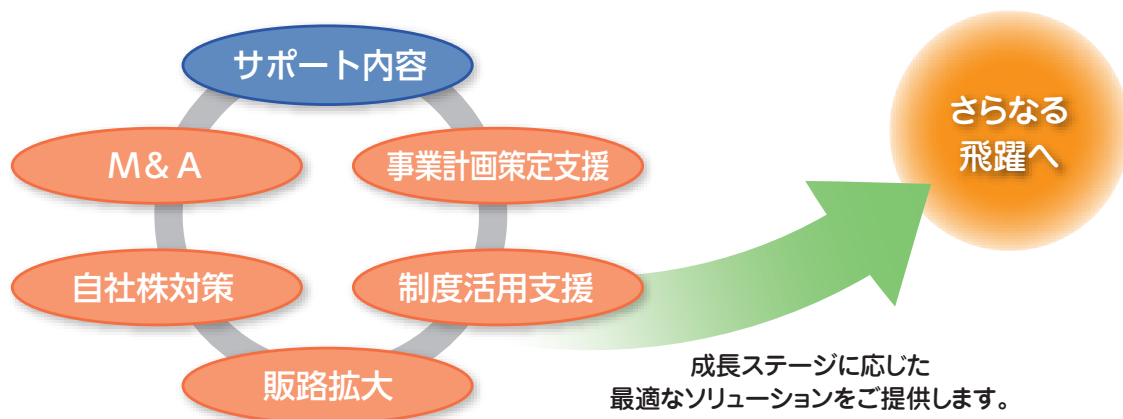 サポート内容
M&A
事業計画策定支援
自社株対策
制度活用支援
販路拡大
さらなる
飛躍へ
成長ステージに応じた
最適なソリューションをご提供します。